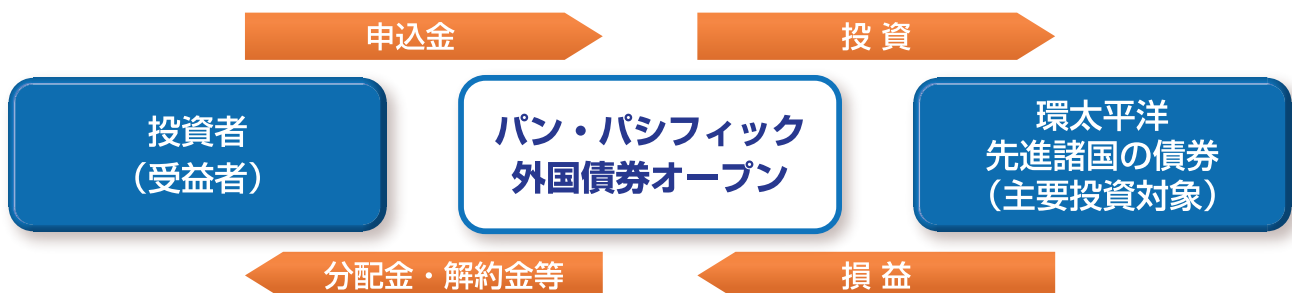 申込金
投 資
投資者
（受益者）
パン・パシフィック
外国債券オープン
環太平洋
先進諸国の債券
（主要投資対象）
分配金・解約金等
損 益